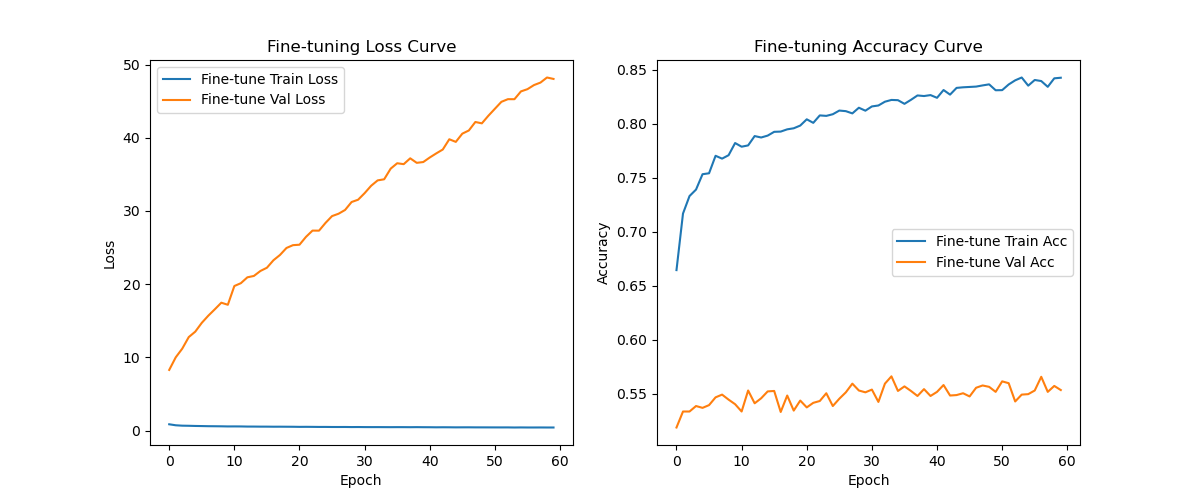 Fine-tuning Loss Curve
Fine-tune Train Loss
Fine-tune Val Loss
50
40
30
20
10
0
Loss
0 10 20 30 40 50 60
Epoch
Fine-tuning Accuracy Curve
0.85
0.80
0.75
0.70
0.65
0.60
0.55
Accuracy
Fine-tune Train Acc
Fine-tune Val Acc
0 10 20 30 40 50 60
Epoch